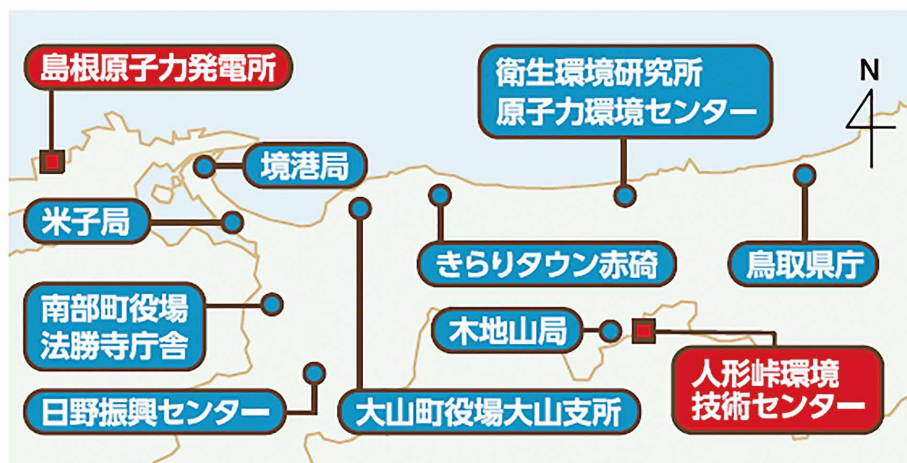 島根原子力発電所
衛生環境研究所
原子力環境センター
N
境港局
米子局
きらりタウン赤碕
鳥取県庁
南部町役場
法勝寺庁舎
木地山局
人形峠環境
技術センター
日野振興センター
大山町役場大山支所